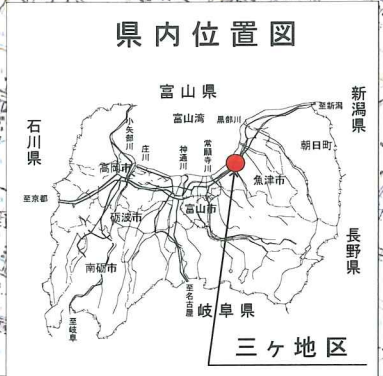 県内位置図
富山県
新潟県
至新潟
富山湾
黒部川
小矢部川
石川県
庄川
神通川
常願寺川
朝日町
高岡市
魚津市
至京都
砺波市
富山市
長野県
南砺市
至名古屋
岐阜県
至岐阜
三ヶ地区